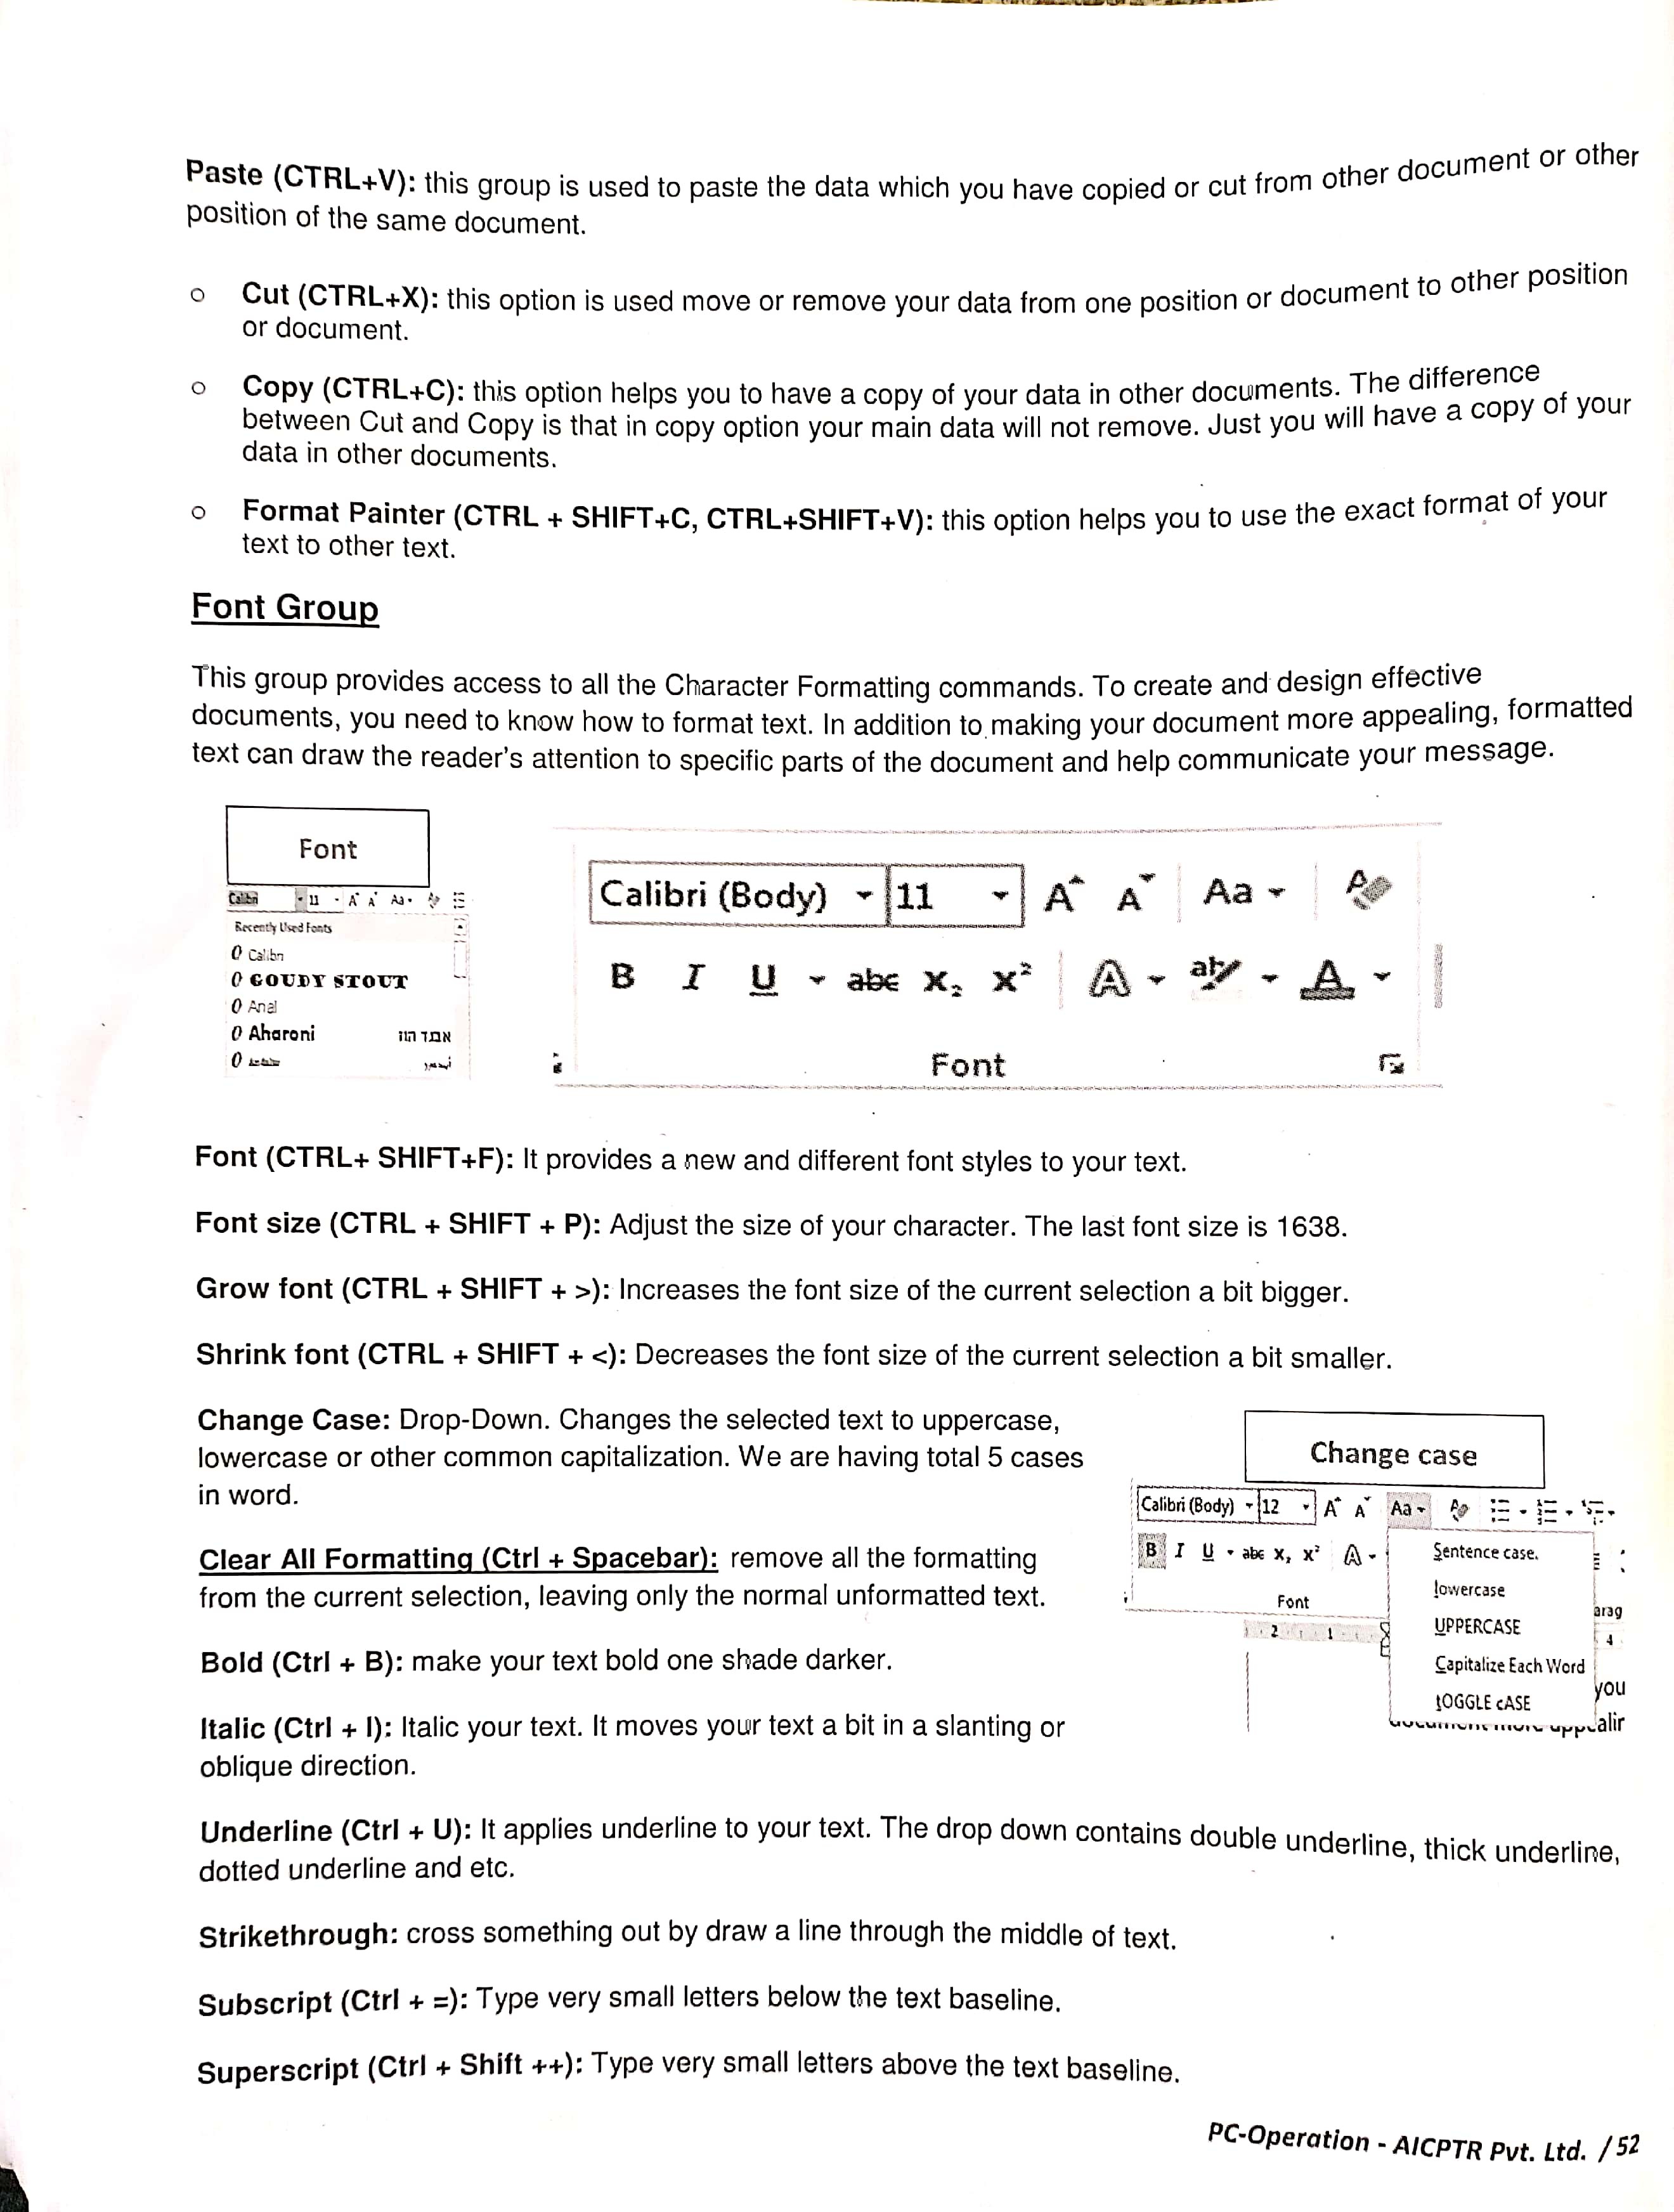 Paste (CTRL+V): this group is used to paste the data which you have copied or cut from other document or other
position of the same document.
o Cut (CTRL+X): this option is used move or remove your data from one position or document to other position
or document.
o Copy (CTRL+C): this option helps you to have a copy of your data in other documents. The difference
between Cut and Copy is that in copy option your main data will not remove. Just you will have a copy of your
data in other documents.
o Format Painter (CTRL + SHIFT+C, CTRL+SHIFT+V): this option helps you to use the exact format of your
text to other text.
Font Group
This group provides access to all the Character Formatting commands. To create and design effective
documents, you need to know how to format text. In addition to making your document more appealing, formatted
text can draw the reader's attention to specific parts of the document and help communicate your message.
Font
11 A A Aa
Recently Used Fonts
GOUDY STOUT
Aharoni
Calibri (Body) 11 A A Aa A
B I U abc X₂ X² A ab A
Font
Font (CTRL+ SHIFT+F): It provides a new and different font styles to your text.
Font size (CTRL + SHIFT + P): Adjust the size of your character. The last font size is 1638.
Grow font (CTRL + SHIFT + >): Increases the font size of the current selection a bit bigger.
Shrink font (CTRL + SHIFT + <): Decreases the font size of the current selection a bit smaller.
Change Case: Drop-Down. Changes the selected text to uppercase,
lowercase or other common capitalization. We are having total 5 cases
in word.
Clear All Formatting (Ctrl + Spacebar): remove all the formatting
from the current selection, leaving only the normal unformatted text.
Bold (Ctrl + B): make your text bold one shade darker.
Italic (Ctrl + I): Italic your text. It moves your text a bit in a slanting or
oblique direction.
Change case
Calibri (Body) 12 A A Aa
B I U abc X₂ X² A
Font
2 1
Sentence case.
lowercase
UPPERCASE
Capitalize Each Word
tOGGLE cASE
arag
4
you
alir
Underline (Ctrl + U): It applies underline to your text. The drop down contains double underline, thick underline,
dotted underline and etc.
Strikethrough: cross something out by draw a line through the middle of text.
Subscript (Ctrl + =): Type very small letters below the text baseline.
Superscript (Ctrl + Shift ++): Type very small letters above the text baseline.
PC-Operation - AICPTR Pvt. Ltd. / 52